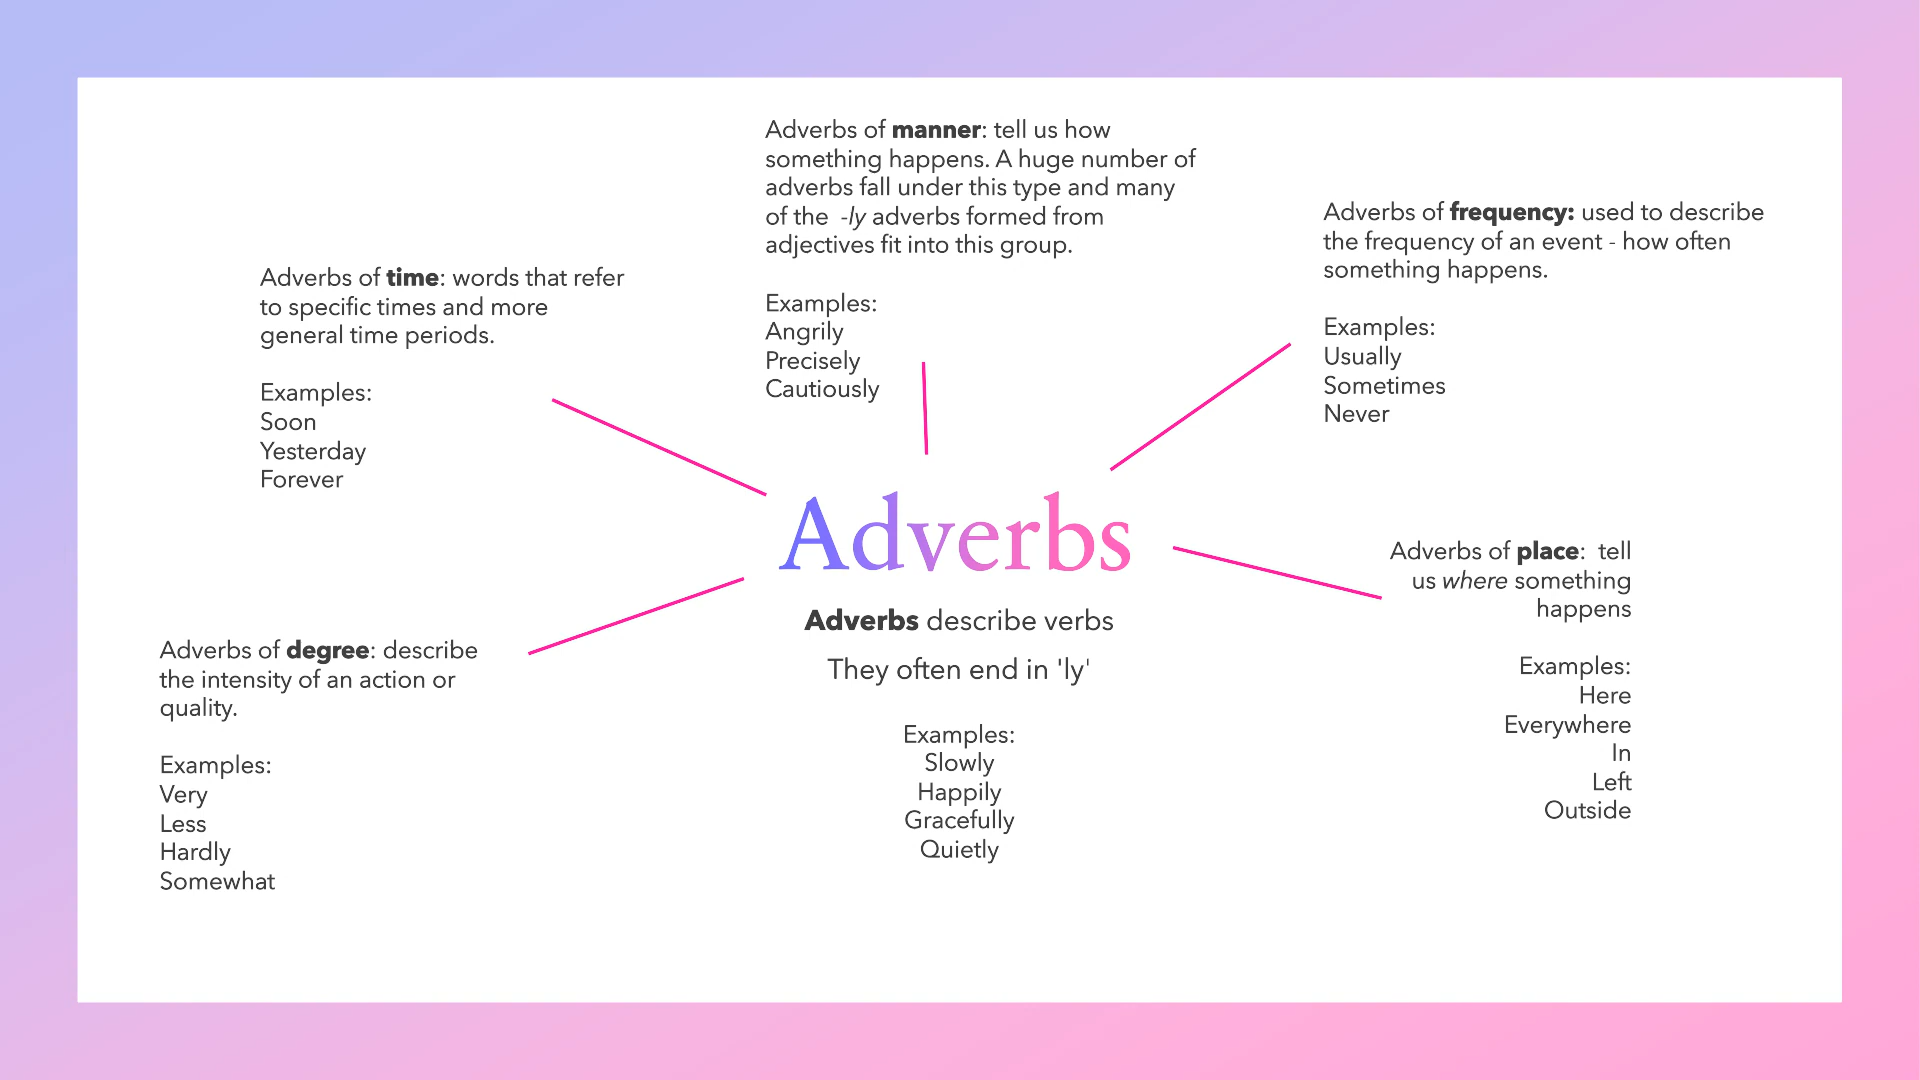 Adverbs of manner: tell us how
something happens. A huge number of
adverbs fall under this type and many
of the  -ly adverbs formed from
adjectives fit into this group.
Examples:
Angrily
Precisely
Cautiously
Adverbs of frequency: used to describe
the frequency of an event - how often
something happens.
Examples:
Usually
Sometimes
Never
Adverbs of time: words that refer
to specific times and more
general time periods.
Examples:
Soon
Yesterday
Forever
Adverbs
Adverbs describe verbs
They often end in 'ly'
Examples:
Slowly
Happily
Gracefully
Quietly
Adverbs of place:  tell
us where something
happens
Examples:
Here
Everywhere
In
Left
Outside
Adverbs of degree: describe
the intensity of an action or
quality.
Examples:
Very
Less
Hardly
Somewhat